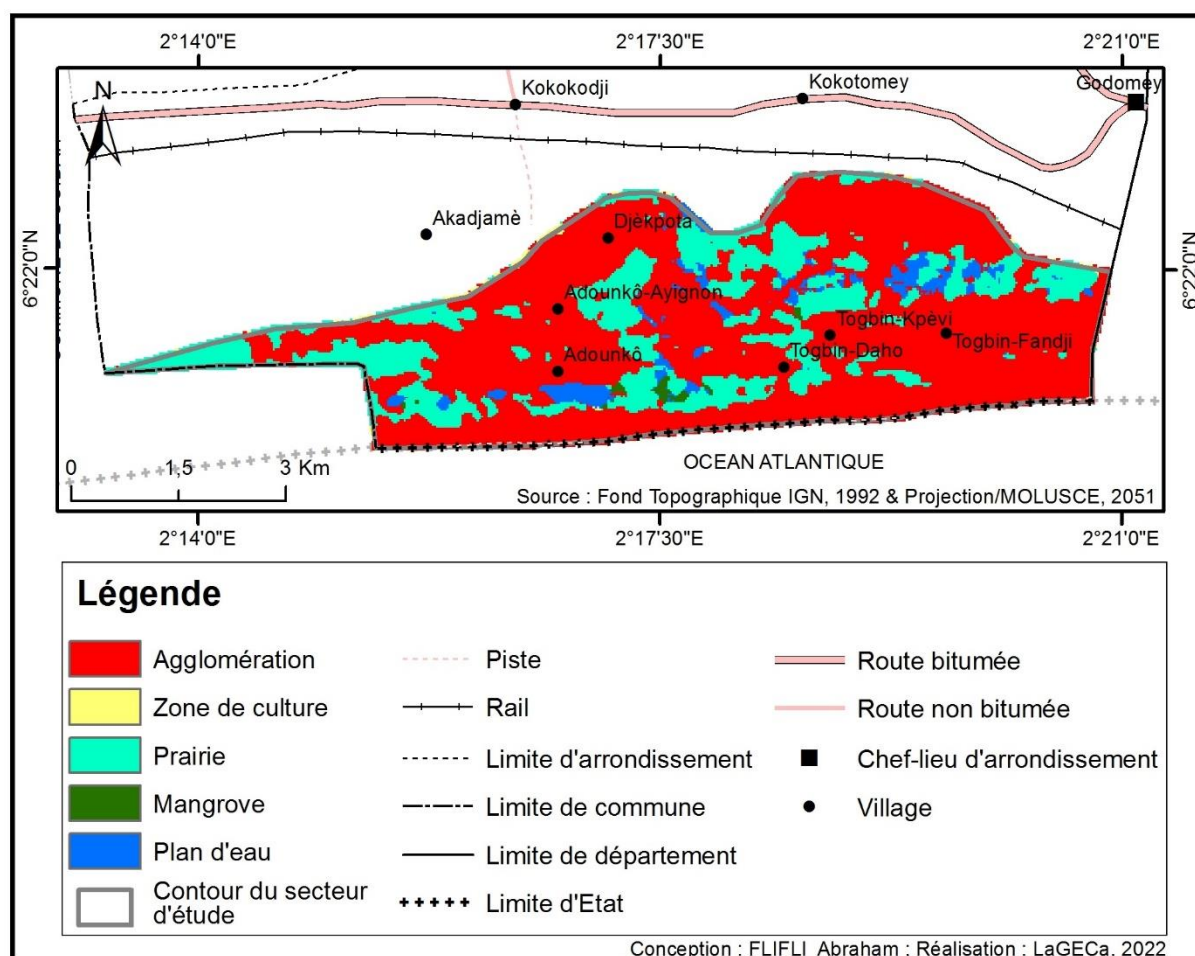 2°14'0"E 2°17'30"E 2°21'0"E
N
Kokokodji
Kokotomey
Godomey
Akadjamè
Djèkpota
6°22'0"N
6°22'0"N
Adounkô-Ayignon
Togbin-Kpèvi
Togbin-Fandji
Adounkô
Togbin-Daho
0 1,5 3 Km
OCEAN ATLANTIQUE
Source : Fond Topographique IGN, 1992 & Projection/MOLUSCE, 2051
2°14'0"E 2°17'30"E 2°21'0"E
Légende
Agglomération
Zone de culture
Prairie
Mangrove
Plan d'eau
Contour du secteur
d'étude
Piste
Rail
Limite d'arrondissement
Limite de commune
Limite de département
Limite d'Etat
Route bitumée
Route non bitumée
Chef-lieu d'arrondissement
Village
Conception : FLIFLI Abraham ; Réalisation : LaGECa, 2022